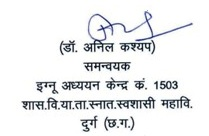 (डॉ. अनिल कश्यप)
समन्वयक
इग्नू अध्ययन केन्द्र कं. 1503
शास.वि.या.ता.स्नात.स्वशासी महावि.
दुर्ग (छ.ग.)